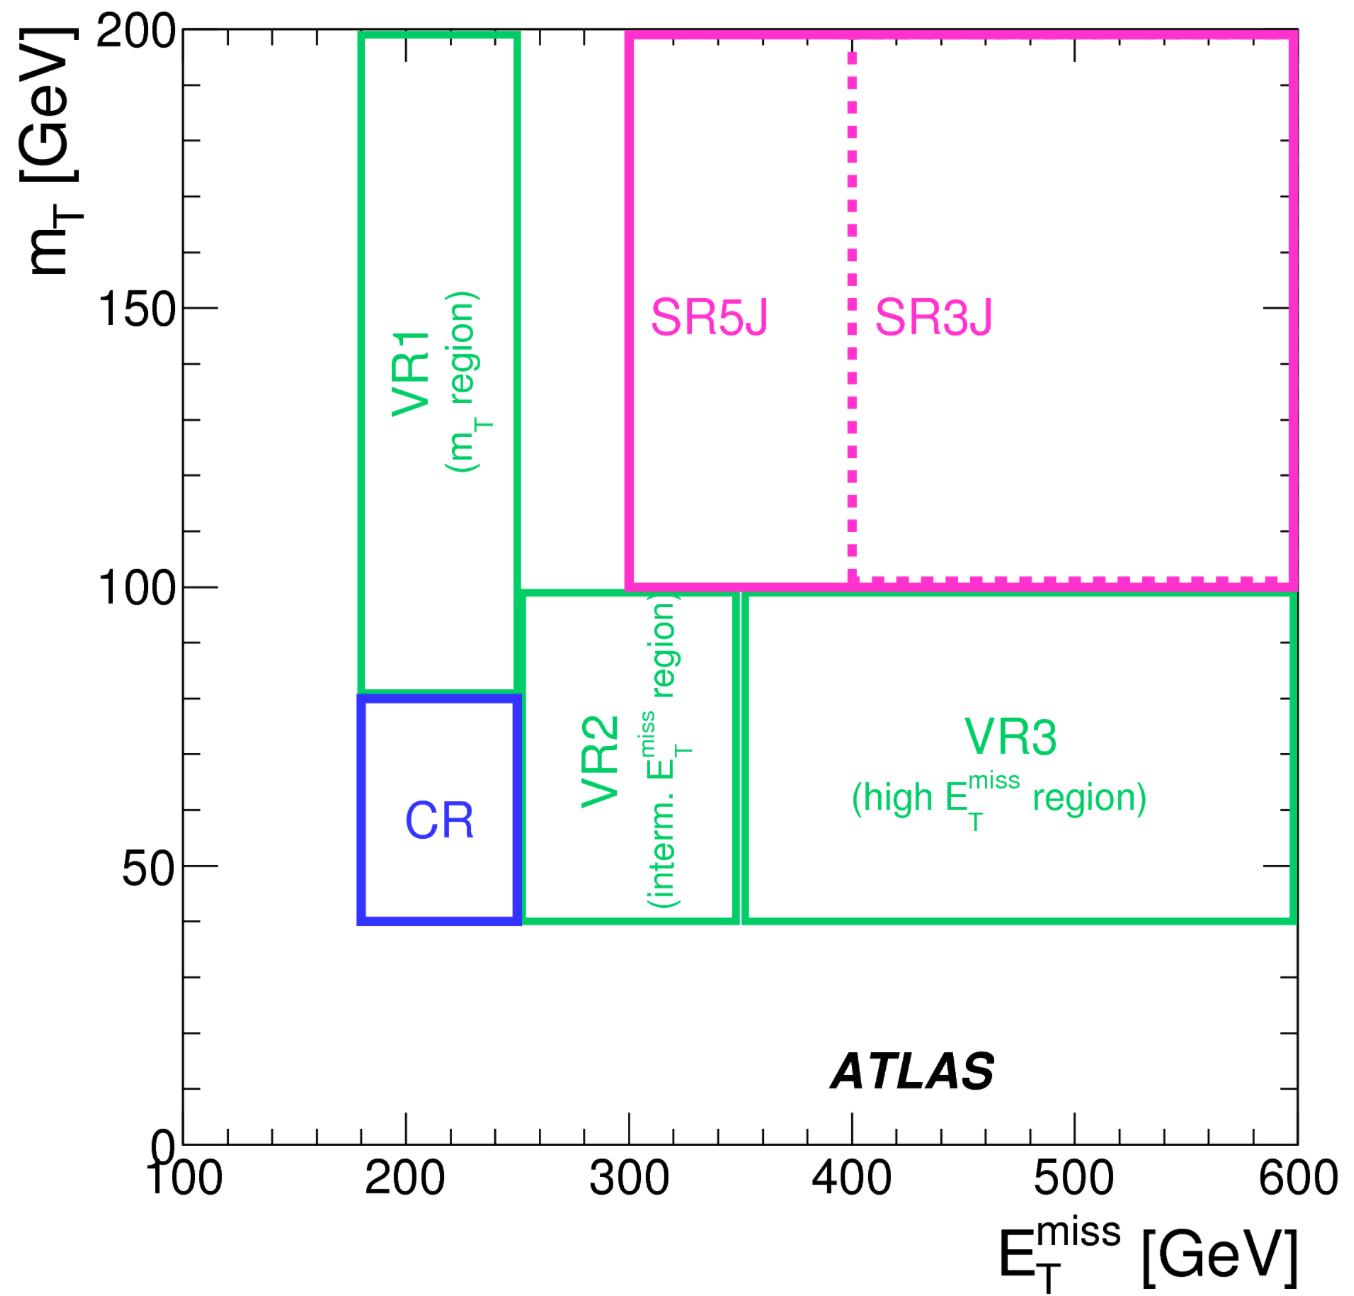 m_T [GeV]
200
150
100
50
0
VR1
(m_T region)
SR5J
SR3J
CR
VR2
(interm. E_T^miss region)
VR3
(high E_T^miss region)
ATLAS
100 200 300 400 500 600
E_T^miss [GeV]